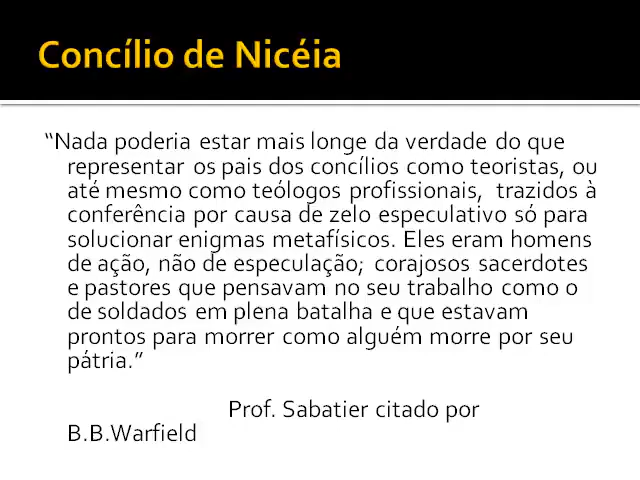 Concílio de Nicéia
“Nada poderia estar mais longe da verdade do que
representar os pais dos concílios como teoristas, ou
até mesmo como teólogos profissionais, trazidos à
conferência por causa de zelo especulativo só para
solucionar enigmas metafísicos. Eles eram homens
de ação, não de especulação; corajosos sacerdotes
e pastores que pensavam no seu trabalho como o
de soldados em plena batalha e que estavam
prontos para morrer como alguém morre por seu
pátria.”
Prof. Sabatier citado por
B.B.Warfield